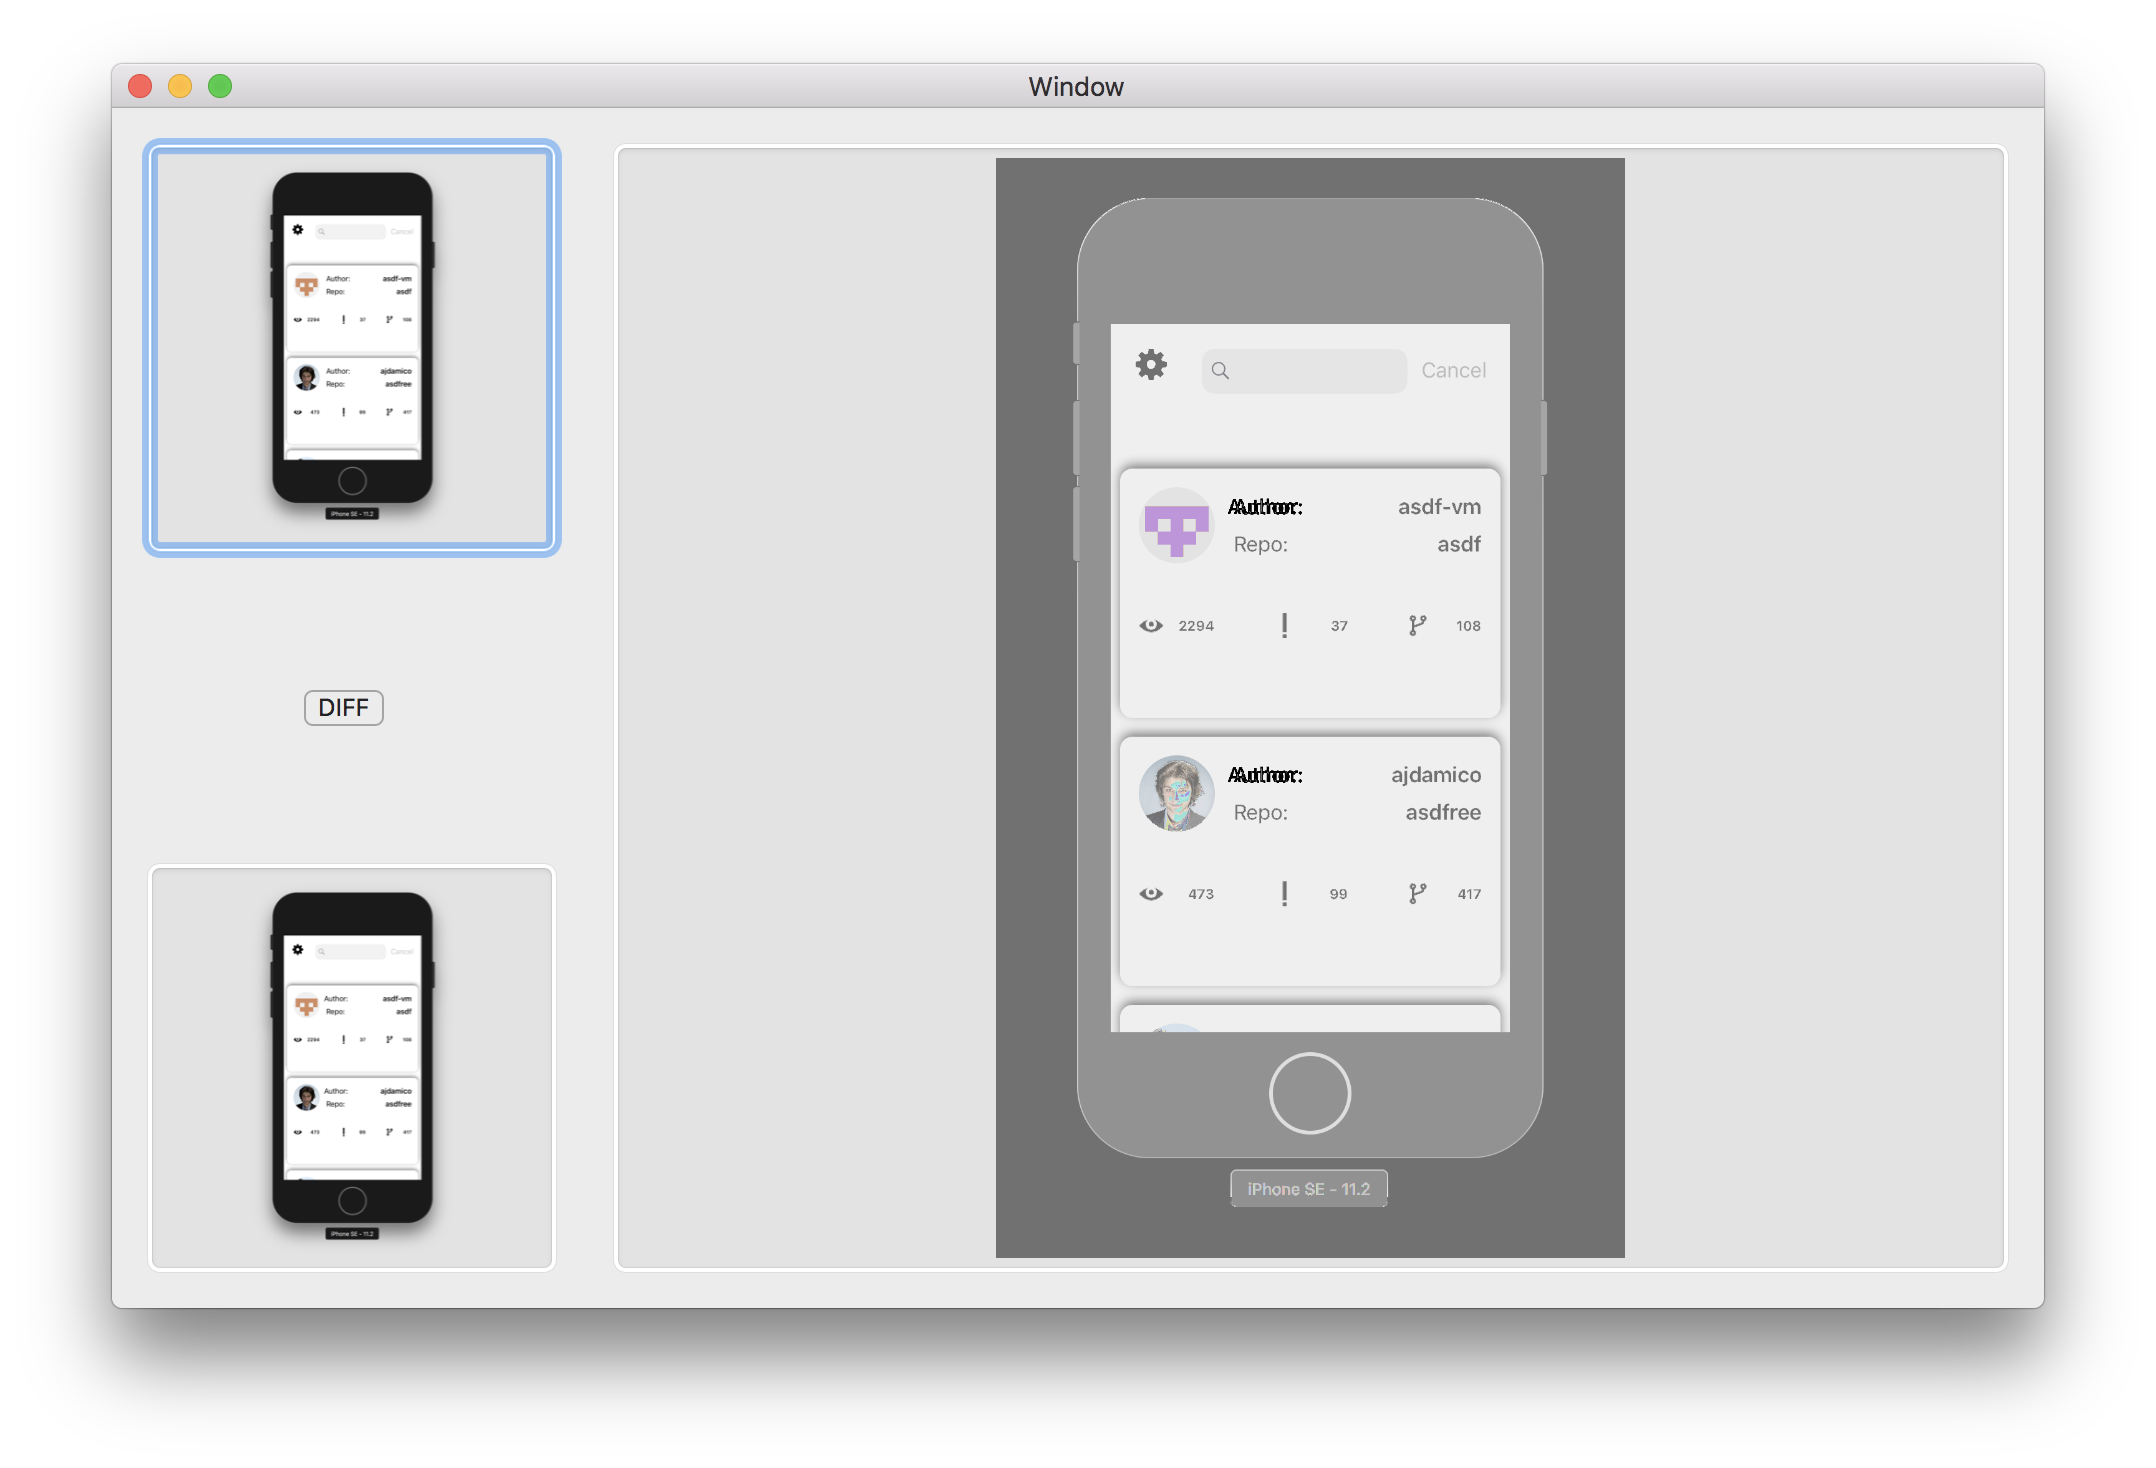 Window
Cancel
Author: asdf-vm
Repo: asdf
2294 37 108
Author: ajdamico
Repo: asdfree
473 99 417
iPhone SE - 11.2
DIFF
Cancel
Author: asdf-vm
Repo: asdf
2294 37 108
Author: ajdamico
Repo: asdfree
473 99 417
iPhone SE - 11.2
Cancel
Author: asdf-vm
Repo: asdf
2294 37 108
Author: ajdamico
Repo: asdfree
473 99 417
iPhone SE - 11.2